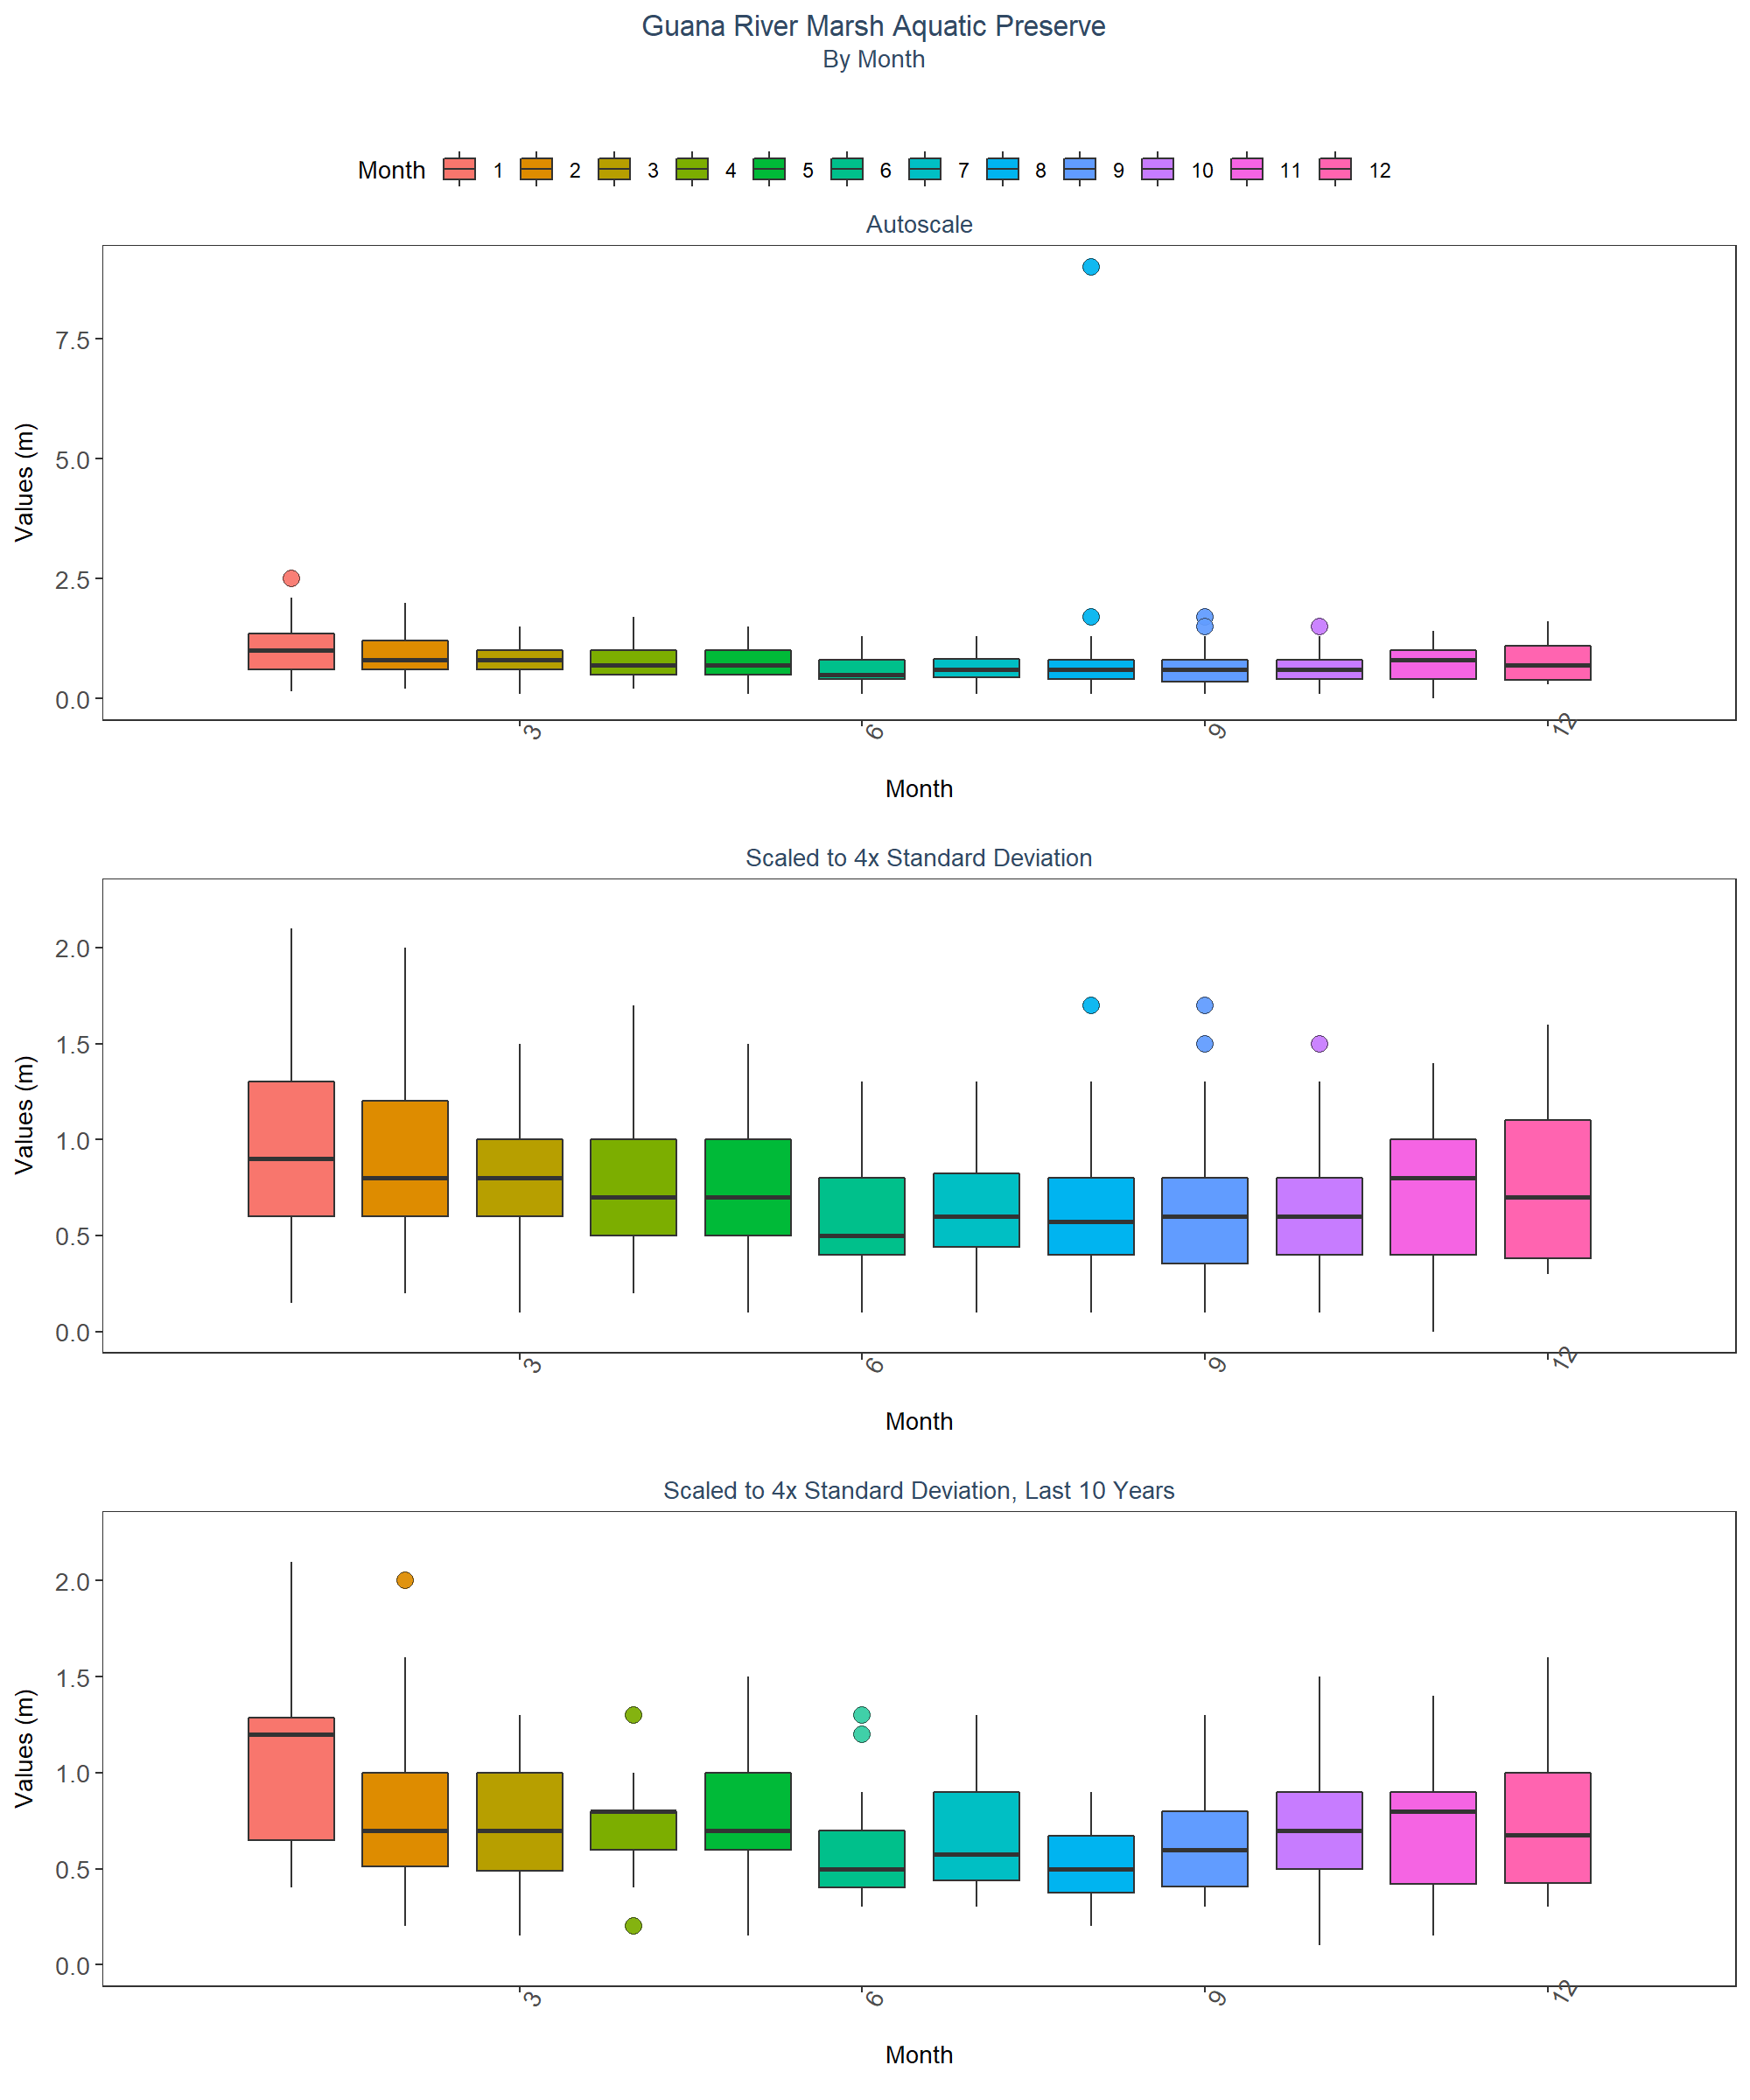 Guana River Marsh Aquatic Preserve
By Month
Month 1 2 3 4 5 6 7 8 9 10 11 12
Autoscale
Values (m)
7.5
5.0
2.5
0.0
3 6 9 12
Month
Scaled to 4x Standard Deviation
Values (m)
2.0
1.5
1.0
0.5
0.0
3 6 9 12
Month
Scaled to 4x Standard Deviation, Last 10 Years
Values (m)
2.0
1.5
1.0
0.5
0.0
3 6 9 12
Month